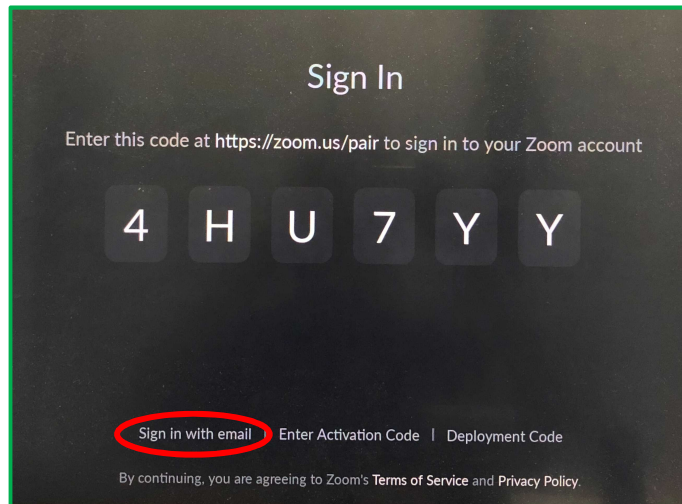 Sign In
Enter this code at https://zoom.us/pair to sign in to your Zoom account
4 H U 7 Y Y
Sign in with email | Enter Activation Code | Deployment Code
By continuing, you are agreeing to Zoom's Terms of Service and Privacy Policy.